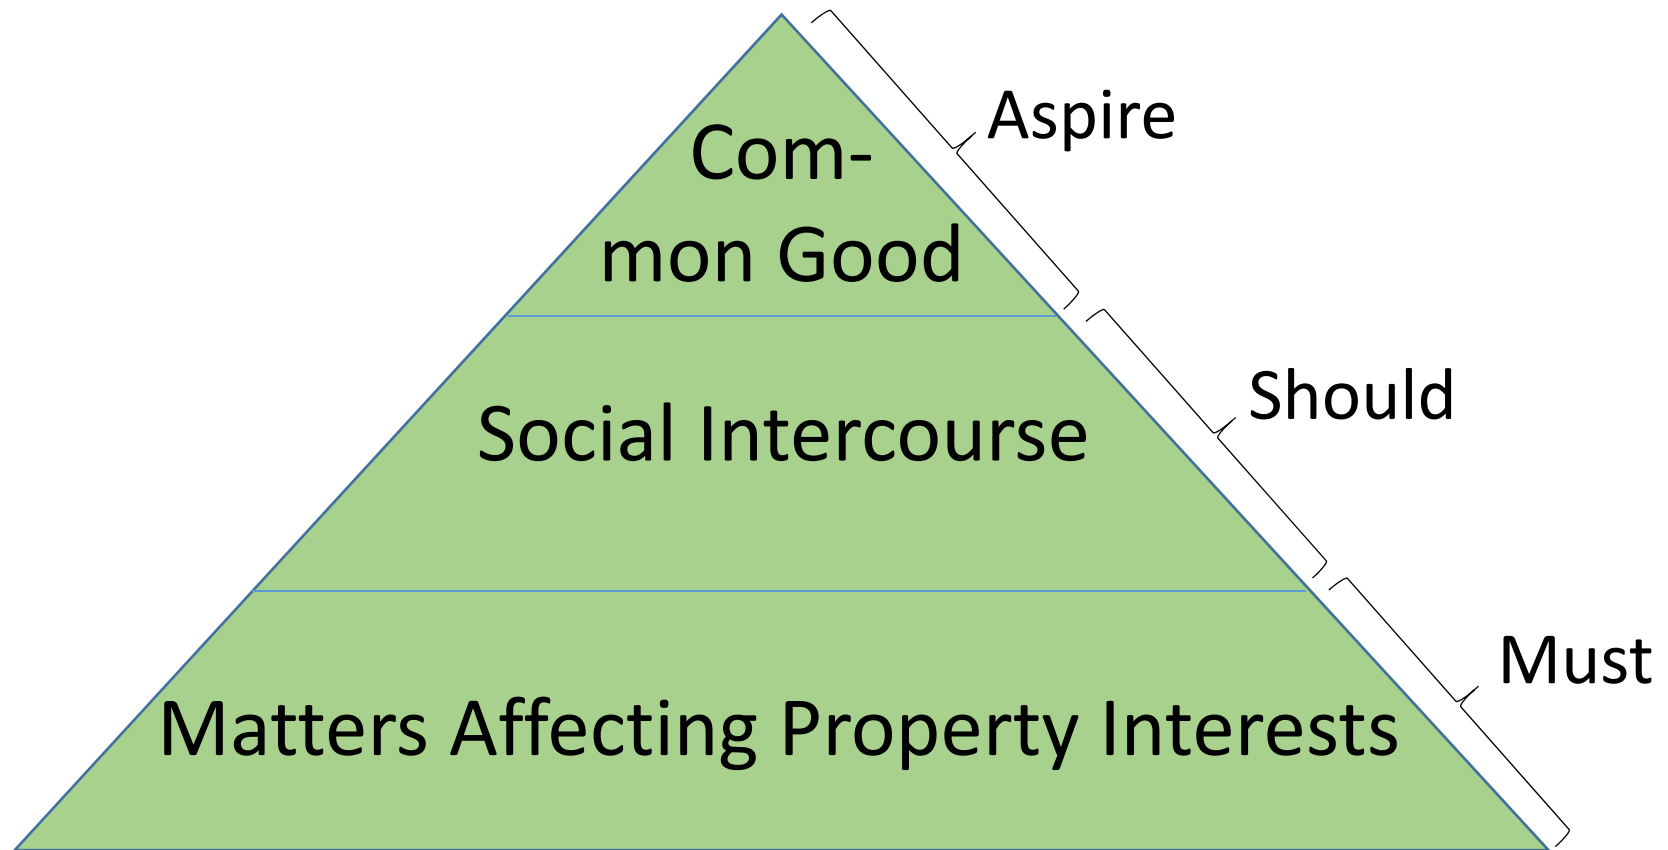 Aspire
Com-
mon Good
Should
Social Intercourse
Must
Matters Affecting Property Interests